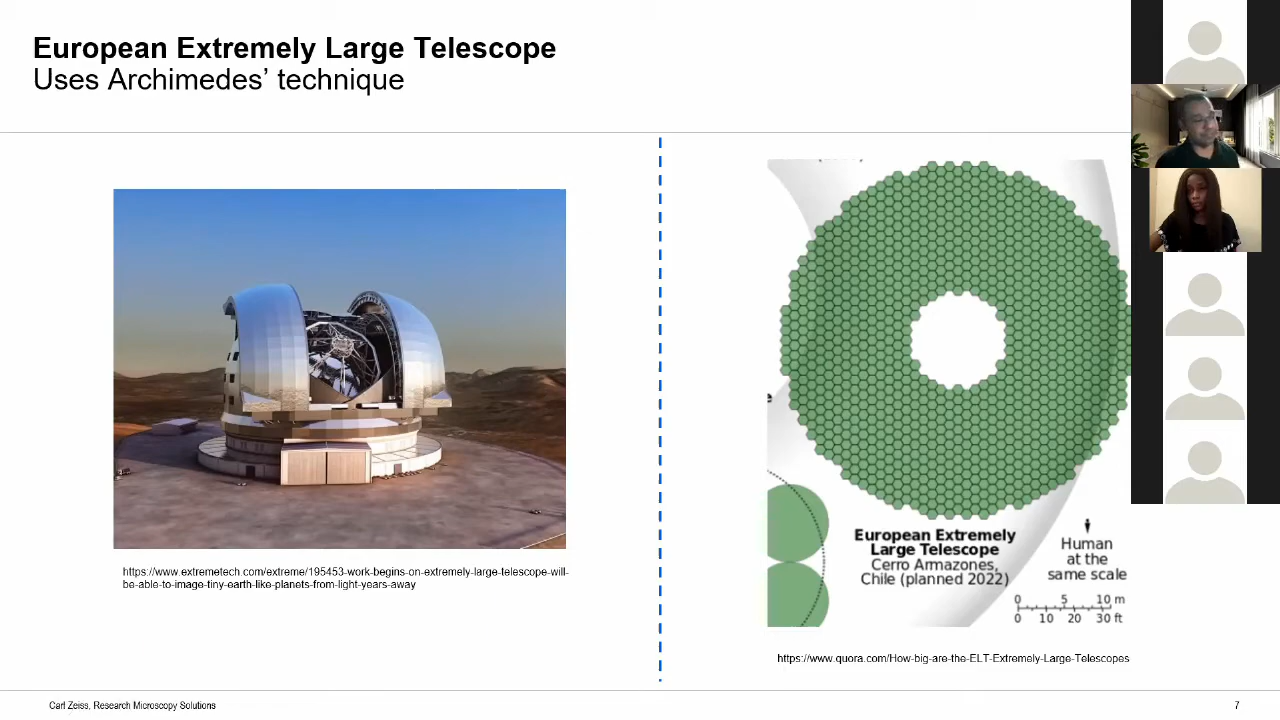 European Extremely Large Telescope
Uses Archimedes’ technique
https://www.extremetech.com/extreme/195453-work-begins-on-extremely-large-telescope-will-
be-able-to-image-tiny-earth-like-planets-from-light-years-away
European Extremely
Large Telescope
Cerro Armazones,
Chile (planned 2022)
Human
at the
same scale
0 5 10 m
0 10 20 30 ft
https://www.quora.com/How-big-are-the-ELT-Extremely-Large-Telescopes
Carl Zeiss, Research Microscopy Solutions
7